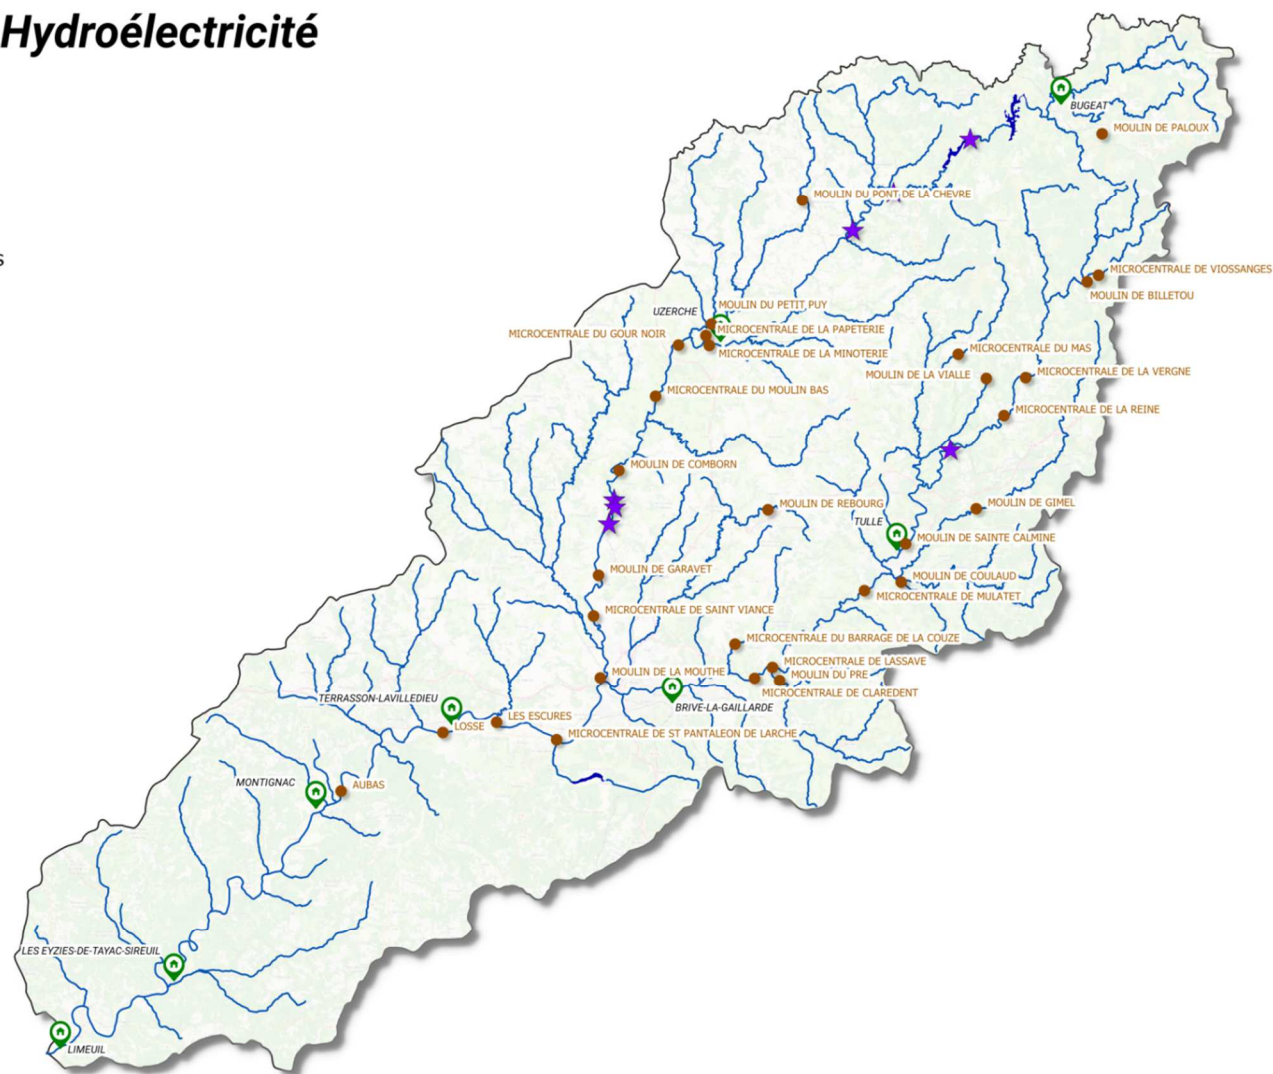 Hydroélectricité
BUGEAT
MOULIN DE PALOUX
MOULIN DU PONT DE LA CHEVRE
s
MICROCENTRALE DE VIOSSANGES
MOULIN DE BILLETOU
MOULIN DU PETIT PUY
UZERCHE
MICROCENTRALE DE LA PAPETERIE
MICROCENTRALE DU GOUR NOIR
MICROCENTRALE DE LA MINOTERIE
MICROCENTRALE DU MAS
MOULIN DE LA VIALLE
MICROCENTRALE DE LA VERGNE
MICROCENTRALE DU MOULIN BAS
MICROCENTRALE DE LA REINE
MOULIN DE COMBORN
MOULIN DE REBOURG
MOULIN DE GIMEL
TULLE
MOULIN DE SAINTE CALMINE
MOULIN DE GARAVET
MOULIN DE COULAUD
MICROCENTRALE DE MULATET
MICROCENTRALE DE SAINT VIANCE
MICROCENTRALE DU BARRAGE DE LA COUZE
MICROCENTRALE DE LASSAVE
MOULIN DE LA MOUTHE
MOULIN DU PRE
MICROCENTRALE DE CLAREDENT
TERRASSON-LAVILLEDIEU
BRIVE-LA-GAILLARDE
LES ESCURES
LOSSE
MICROCENTRALE DE ST PANTALEON DE LARCHE
MONTIGNAC
AUBAS
LES EYZIES-DE-TAYAC-SIREUIL
LIMEUIL